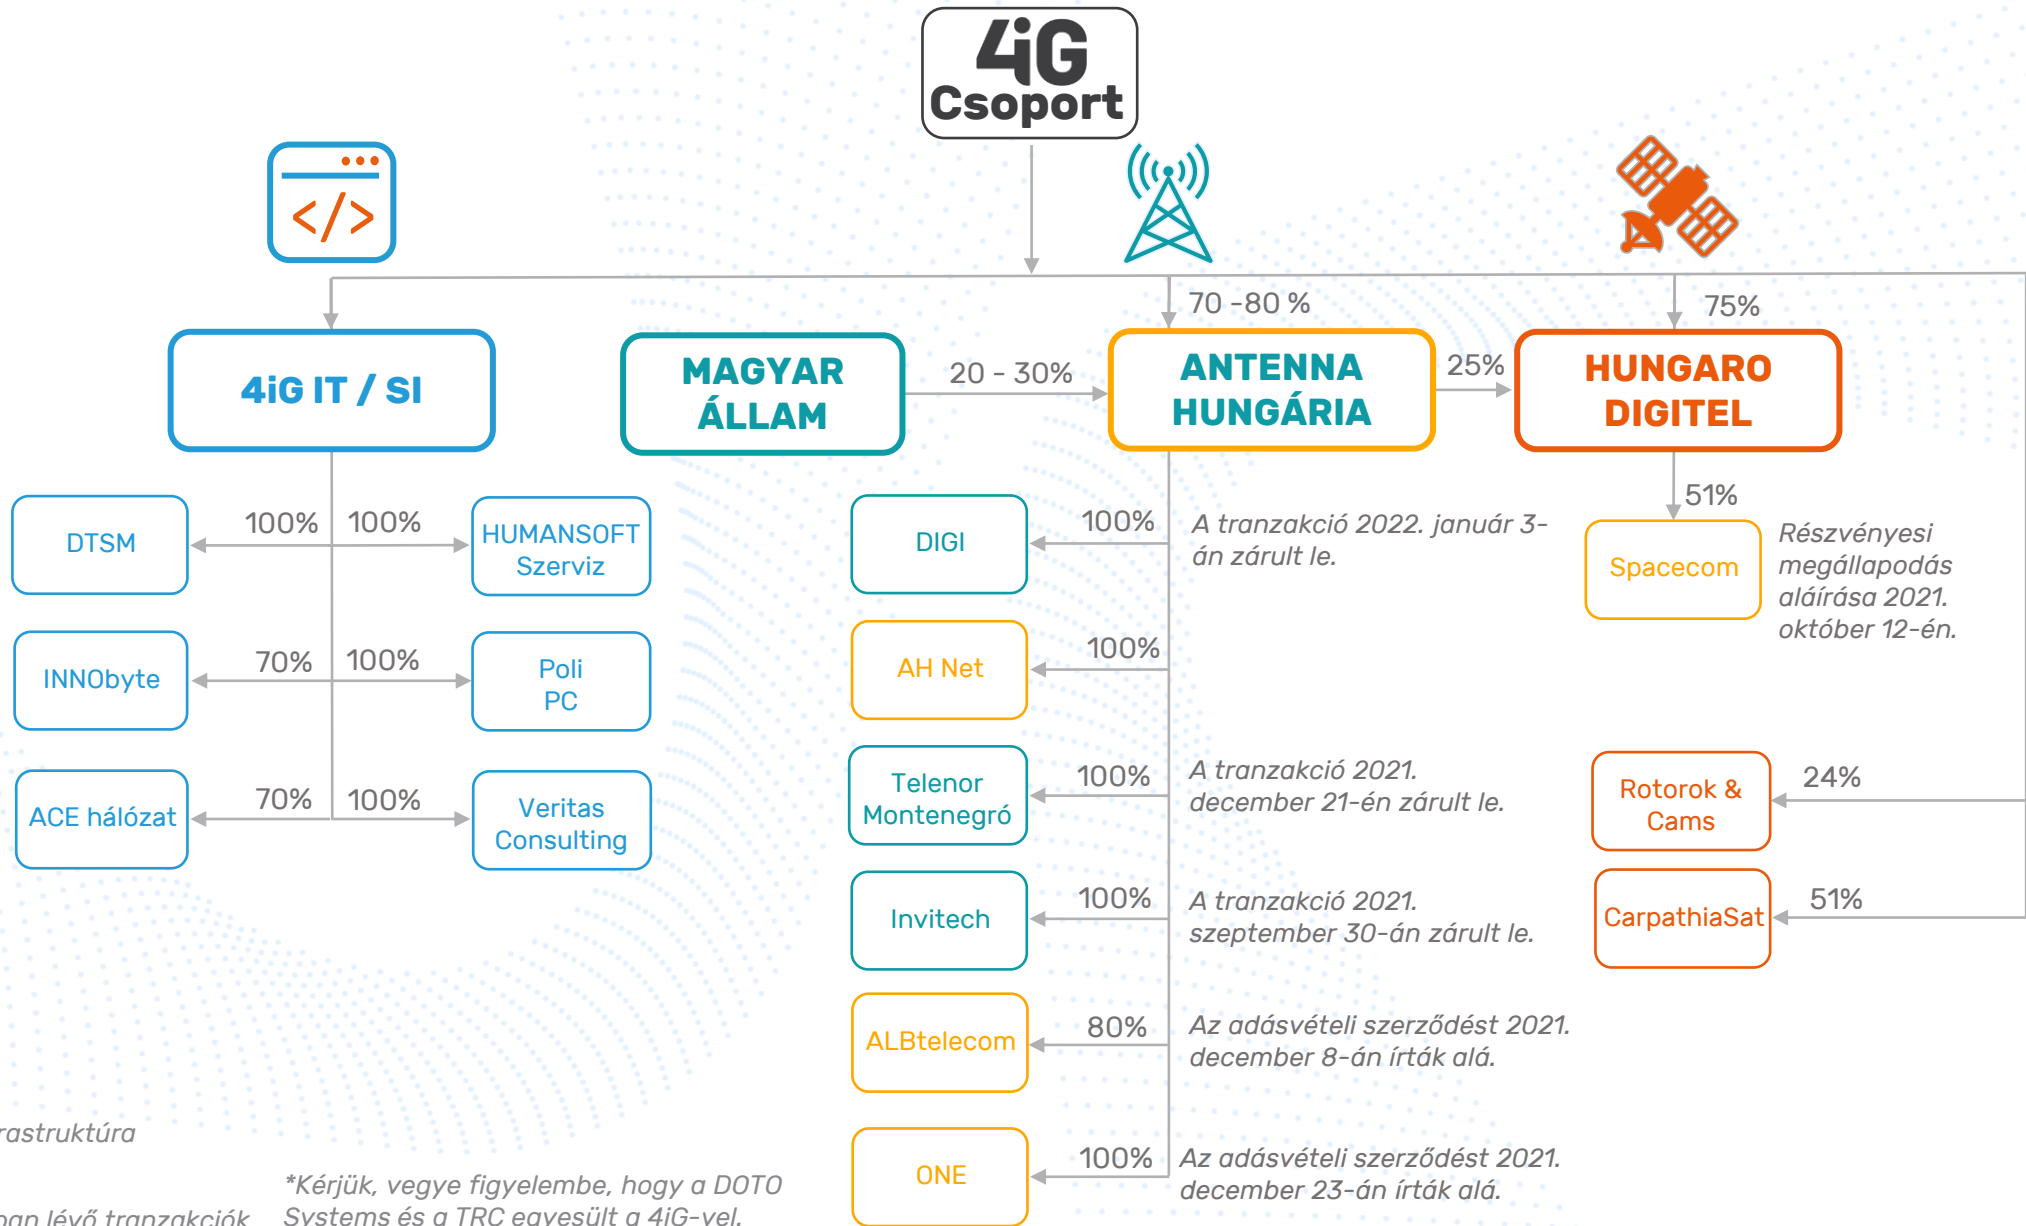 4iG
Csoport
</>
70 -80 %
75%
4iG IT / SI
MAGYAR
ÁLLAM
20 - 30%
ANTENNA
HUNGÁRIA
25%
HUNGARO
DIGITEL
DTSM
100%
100%
HUMANSOFT
Szerviz
INNObyte
70%
100%
Poli
PC
ACE hálózat
70%
100%
Veritas
Consulting
DIGI
100%
A tranzakció 2022. január 3-
án zárult le.
AH Net
100%
Telenor
Montenegró
100%
A tranzakció 2021.
december 21-én zárult le.
Invitech
100%
A tranzakció 2021.
szeptember 30-án zárult le.
ALBtelecom
80%
Az adásvételi szerződést 2021.
december 8-án írták alá.
ONE
100%
Az adásvételi szerződést 2021.
december 23-án írták alá.
51%
Spacecom
Részvényesi
megállapodás
aláírása 2021.
október 12-én.
Rotorok &
Cams
24%
CarpathiaSat
51%
rastruktúra
ban lévő tranzakciók
*Kérjük, vegye figyelembe, hogy a DOTO
Systems és a TRC egyesült a 4iG-vel.